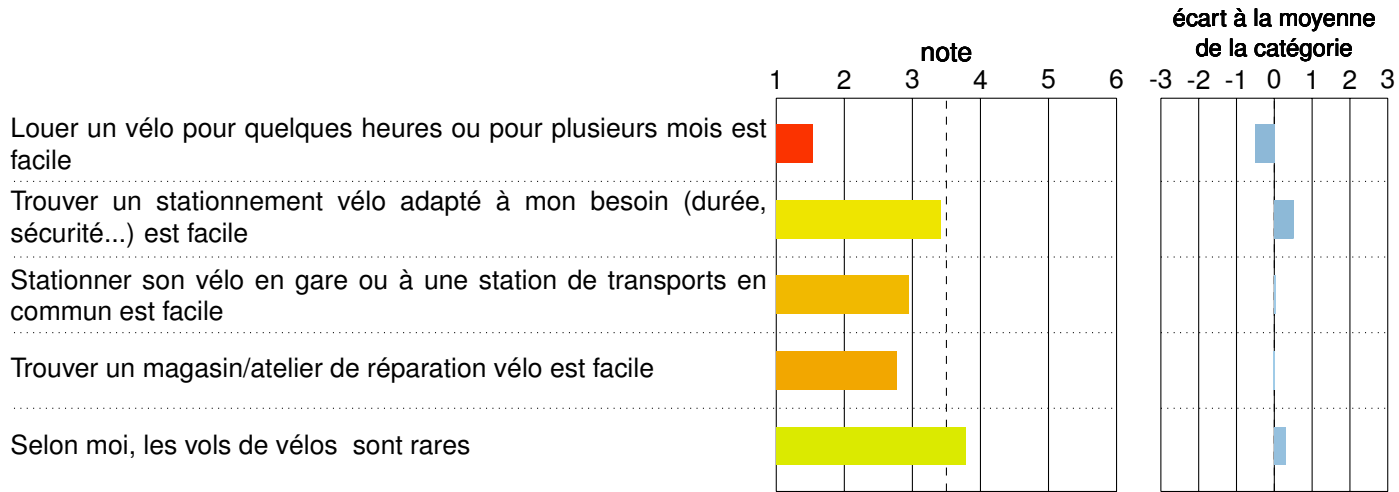 écart à la moyenne
de la catégorie
note
1 2 3 4 5 6
-3 -2 -1 0 1 2 3
Louer un vélo pour quelques heures ou pour plusieurs mois est
facile
Trouver un stationnement vélo adapté à mon besoin (durée,
sécurité...) est facile
Stationner son vélo en gare ou à une station de transports en
commun est facile
Trouver un magasin/atelier de réparation vélo est facile
Selon moi, les vols de vélos sont rares